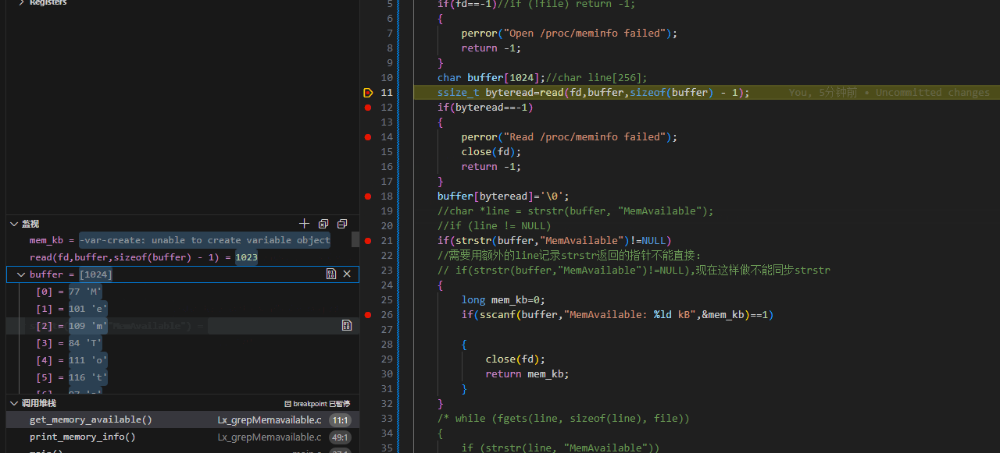 Registers
监视
mem_kb = -var-create: unable to create variable object
read(fd,buffer,sizeof(buffer) - 1) = 1023
buffer = [1024]
[0] = 77 'M'
[1] = 101 'e'
[2] = 109 'm'
[3] = 84 'T'
[4] = 111 'o'
[5] = 116 't'
调用堆栈
因 breakpoint 已暂停
get_memory_available() Lx_grepMemavailable.c 11:1
print_memory_info() Lx_grepMemavailable.c 49:1
5 if(fd==-1)//if (!file) return -1;
6 {
7 perror("Open /proc/meminfo failed");
8 return -1;
9 }
10 char buffer[1024];//char line[256];
11 ssize_t byteread=read(fd,buffer,sizeof(buffer) - 1); You, 5分钟前 • Uncommitted changes
12 if(byteread==-1)
13 {
14 perror("Read /proc/meminfo failed");
15 close(fd);
16 return -1;
17 }
18 buffer[byteread]='\0';
19 //char *line = strstr(buffer, "MemAvailable");
20 //if (line != NULL)
21 if(strstr(buffer,"MemAvailable")!=NULL)
22 //需要用额外的line记录strstr返回的指针不能直接:
23 // if(strstr(buffer,"MemAvailable")!=NULL),现在这样做不能同步strstr
24 {
25 long mem_kb=0;
26 if(sscanf(buffer,"MemAvailable: %ld kB",&mem_kb)==1)
27
28 {
29 close(fd);
30 return mem_kb;
31 }
32 }
33 /* while (fgets(line, sizeof(line), file))
34 {
35 if (strstr(line, "MemAvailable"))